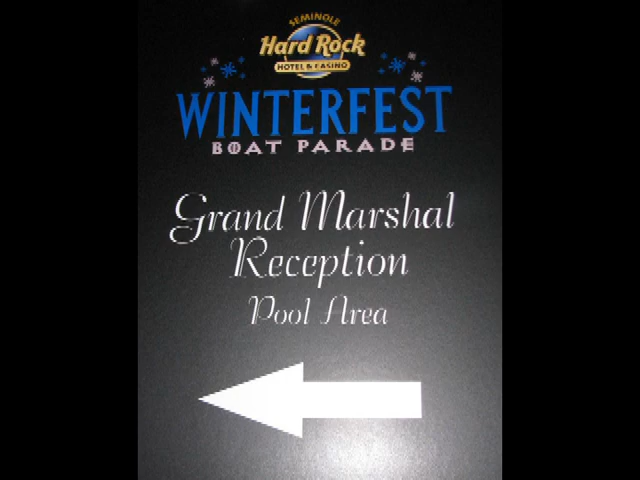 SEMINOLE
Hard Rock
HOTEL & CASINO
WINTERFEST
BOAT PARADE
Grand Marshal
Reception
Pool Area